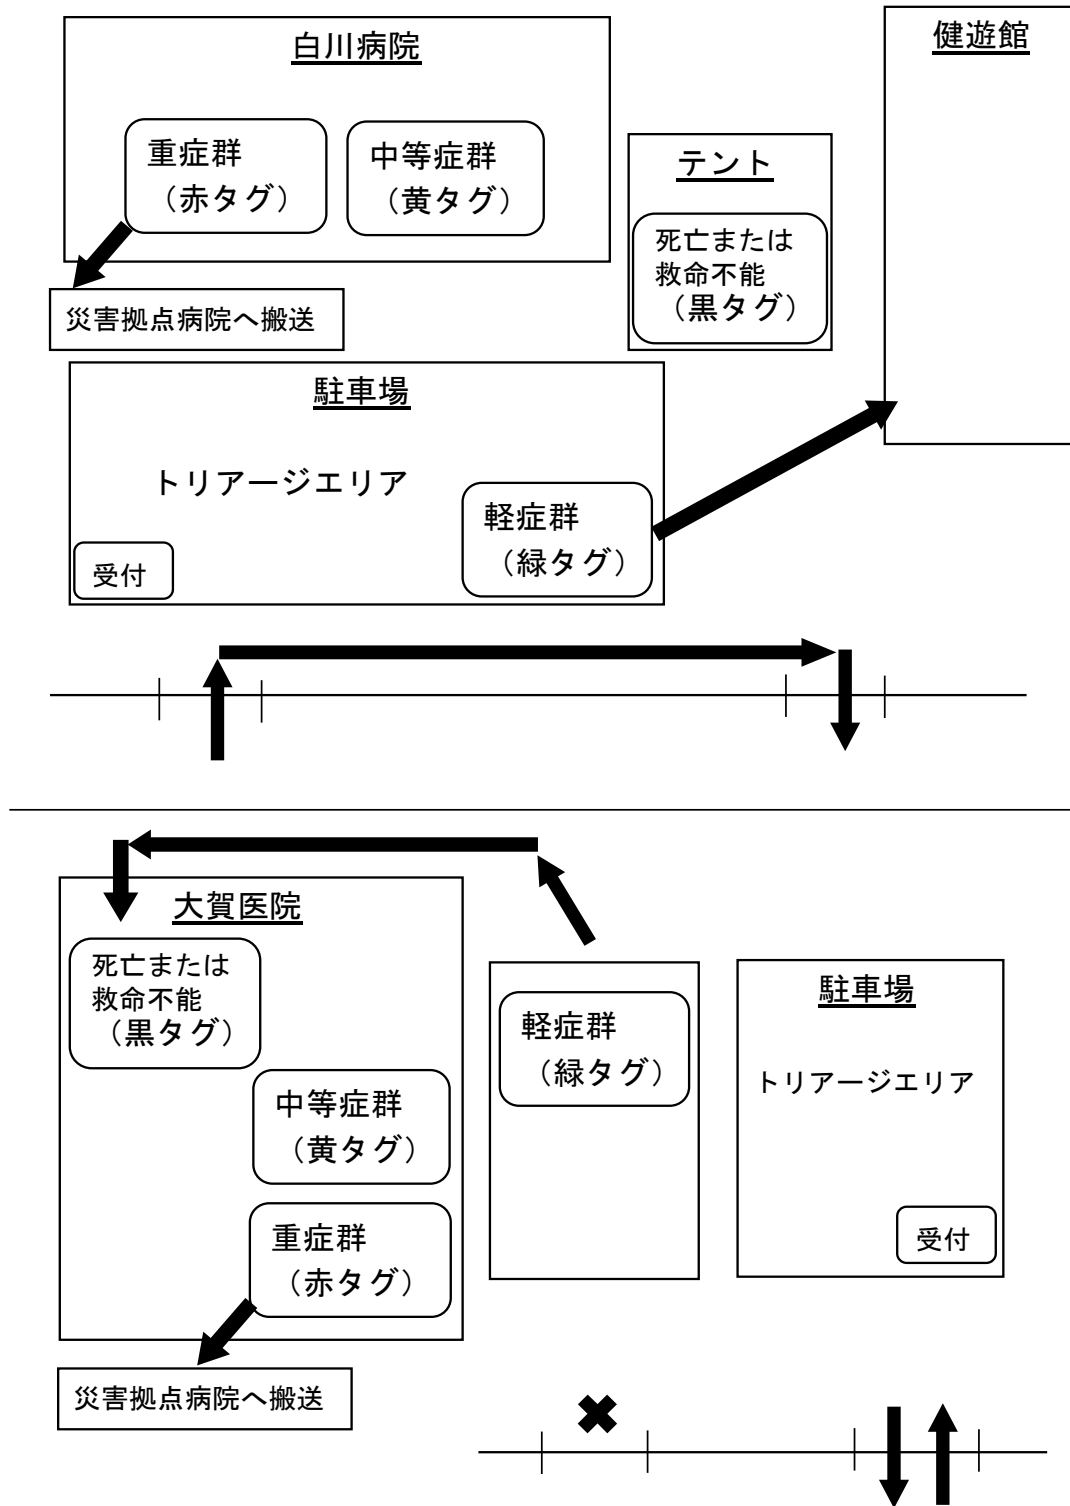 白川病院
健遊館
重症群
（赤タグ）
中等症群
（黄タグ）
テント
死亡または
救命不能
（黒タグ）
災害拠点病院へ搬送
駐車場
トリアージエリア
軽症群
（緑タグ）
受付
大賀医院
死亡または
救命不能
（黒タグ）
中等症群
（黄タグ）
重症群
（赤タグ）
災害拠点病院へ搬送
軽症群
（緑タグ）
駐車場
トリアージエリア
受付